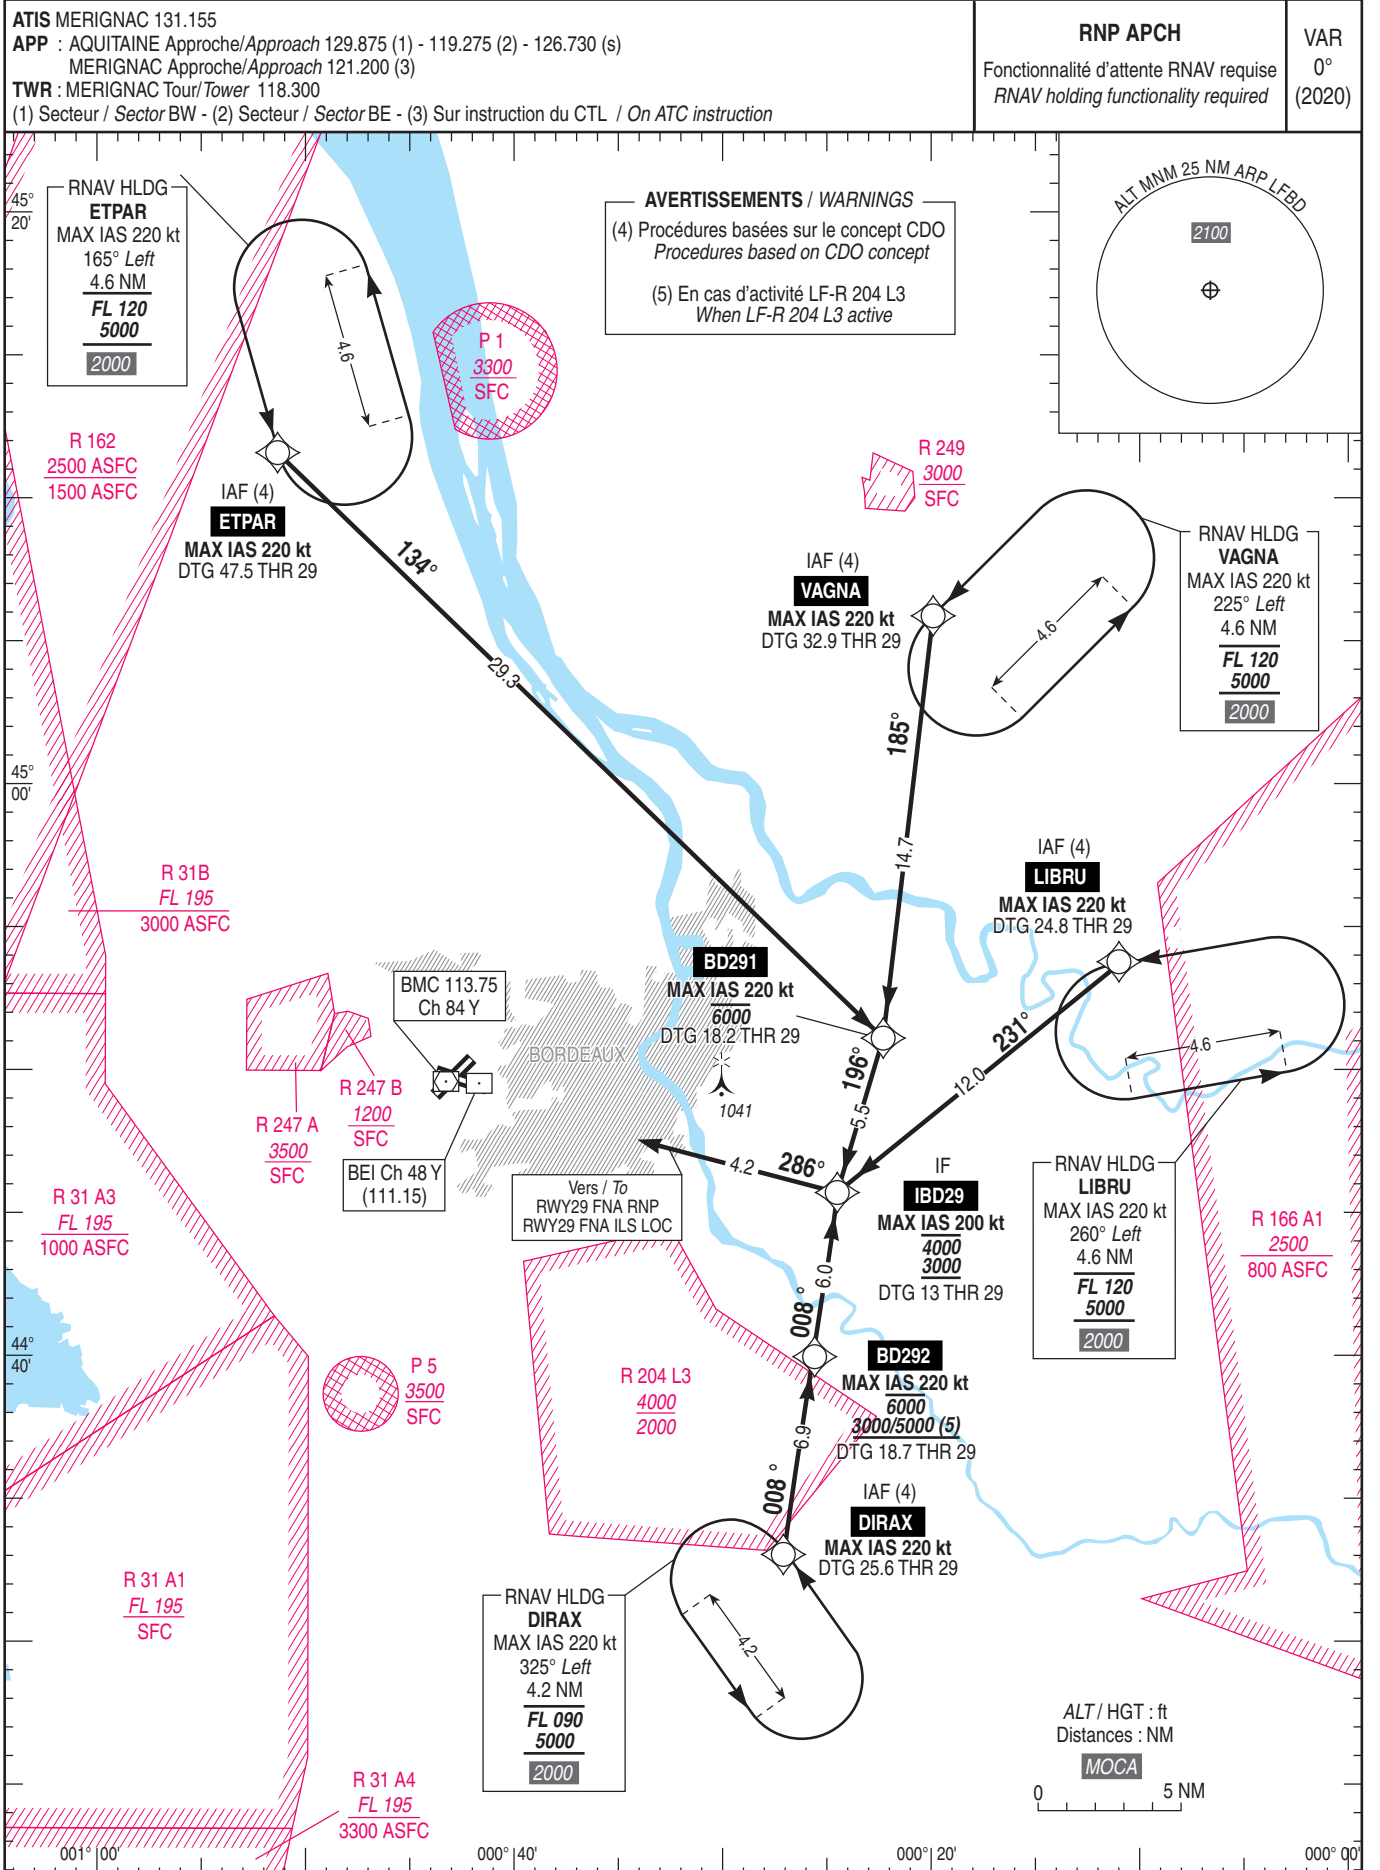 ATIS MERIGNAC 131.155
APP : AQUITAINE Approche/Approach 129.875 (1) - 119.275 (2) - 126.730 (s)
MERIGNAC Approche/Approach 121.200 (3)
TWR : MERIGNAC Tour/Tower 118.300
(1) Secteur / Sector BW - (2) Secteur / Sector BE - (3) Sur instruction du CTL / On ATC instruction
RNP APCH
Fonctionnalité d'attente RNAV requise
RNAV holding functionality required
VAR
0°
(2020)
45°
20'
RNAV HLDG
ETPAR
MAX IAS 220 kt
165° Left
4.6 NM
FL 120
5000
2000
4.6
P 1
3300
SFC
AVERTISSEMENTS / WARNINGS
(4) Procédures basées sur le concept CDO
Procedures based on CDO concept
(5) En cas d'activité LF-R 204 L3
When LF-R 204 L3 active
ALT MNM 25 NM ARP LFBD
2100
R 162
2500 ASFC
1500 ASFC
IAF (4)
ETPAR
MAX IAS 220 kt
DTG 47.5 THR 29
134°
29.3
R 249
3000
SFC
IAF (4)
VAGNA
MAX IAS 220 kt
DTG 32.9 THR 29
4.6
RNAV HLDG
VAGNA
MAX IAS 220 kt
225° Left
4.6 NM
FL 120
5000
2000
185°
14.7
45°
00'
R 31B
FL 195
3000 ASFC
IAF (4)
LIBRU
MAX IAS 220 kt
DTG 24.8 THR 29
4.6
231°
12.0
BD291
MAX IAS 220 kt
6000
DTG 18.2 THR 29
BMC 113.75
Ch 84 Y
BORDEAUX
1041
196°
5.5
R 247 B
1200
SFC
R 247 A
3500
SFC
BEI Ch 48 Y
(111.15)
4.2
286°
Vers / To
RWY29 FNA RNP
RWY29 FNA ILS LOC
IF
IBD29
MAX IAS 200 kt
4000
3000
DTG 13 THR 29
RNAV HLDG
LIBRU
MAX IAS 220 kt
260° Left
4.6 NM
FL 120
5000
2000
R 31 A3
FL 195
1000 ASFC
R 166 A1
2500
800 ASFC
6.0
008°
44°
40'
P 5
3500
SFC
R 204 L3
4000
2000
BD292
MAX IAS 220 kt
6000
3000/5000 (5)
DTG 18.7 THR 29
6.9
008°
IAF (4)
DIRAX
MAX IAS 220 kt
DTG 25.6 THR 29
R 31 A1
FL 195
SFC
RNAV HLDG
DIRAX
MAX IAS 220 kt
325° Left
4.2 NM
FL 090
5000
2000
4.2
ALT / HGT : ft
Distances : NM
MOCA
0 5 NM
R 31 A4
FL 195
3300 ASFC
001° 00'
000° 40'
000° 20'
000° 00'